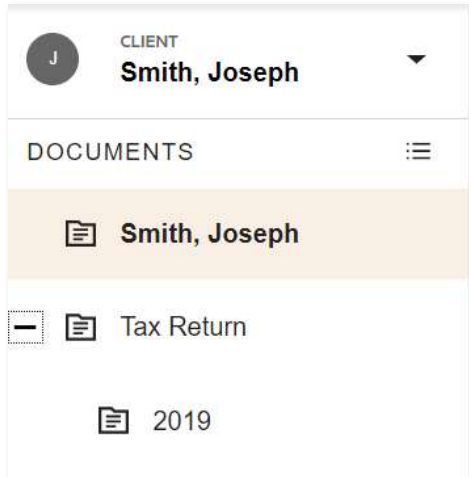 J
CLIENT
Smith, Joseph
DOCUMENTS
Smith, Joseph
Tax Return
2019